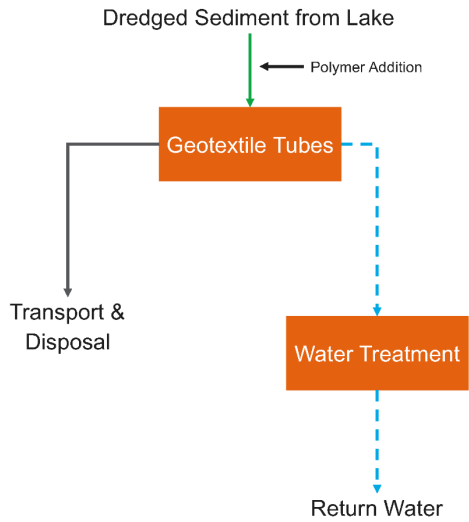 Dredged Sediment from Lake
Polymer Addition
Geotextile Tubes
Transport &
Disposal
Water Treatment
Return Water